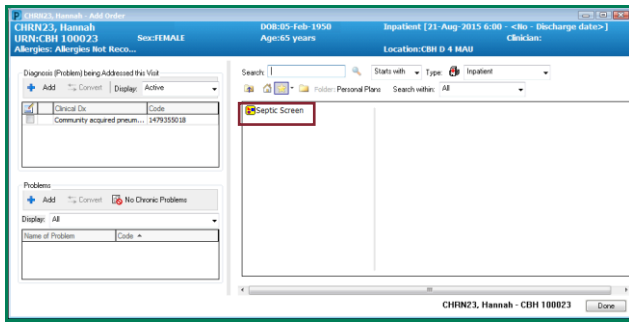 CHRN23, Hannah - Add Order
CHRN23, Hannah DOB:05-Feb-1950 Inpatient [21-Aug-2015 6:00 - <No - Discharge date>]
URN:CBH 100023 Sex:FEMALE Age:65 years Clinician:
Allergies: Allergies Not Reco... Location:CBH D 4 MAU
Diagnosis (Problem) being Addressed this Visit
Add Convert Display: Active
Clinical Dx Code
Community acquired pneum... 1479355018
Problems
Add Convert No Chronic Problems
Display: All
Name of Problem Code
Search: Starts with Type: Inpatient
Folder: Personal Plans Search within: All
Septic Screen
CHRN23, Hannah - CBH 100023 Done